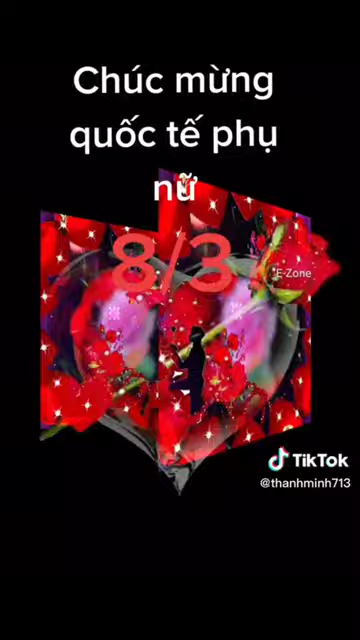 Chúc mừng
quốc tế phụ
nữ
8/3
E-Zone
TikTok
@thanhminh713